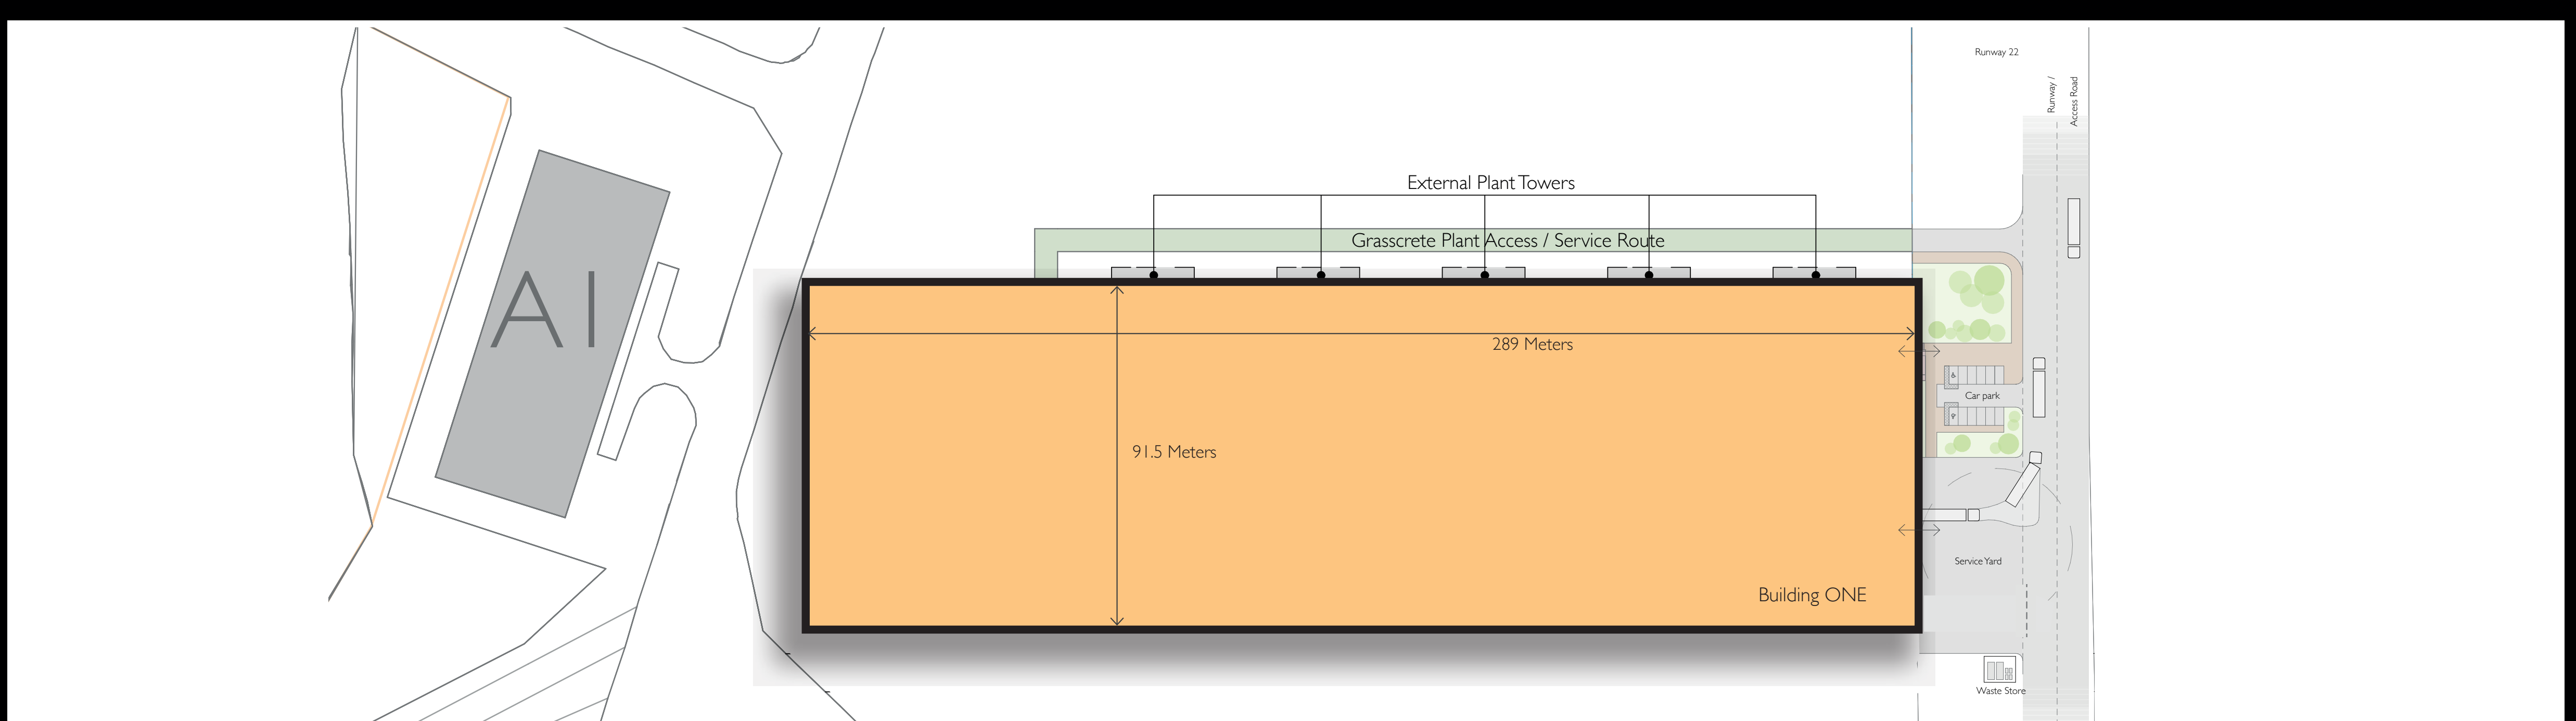 Runway 22
Runway /
Access Road
External Plant Towers
Grasscrete Plant Access / Service Route
A1
289 Meters
Car park
91.5 Meters
Service Yard
Building ONE
Waste Store